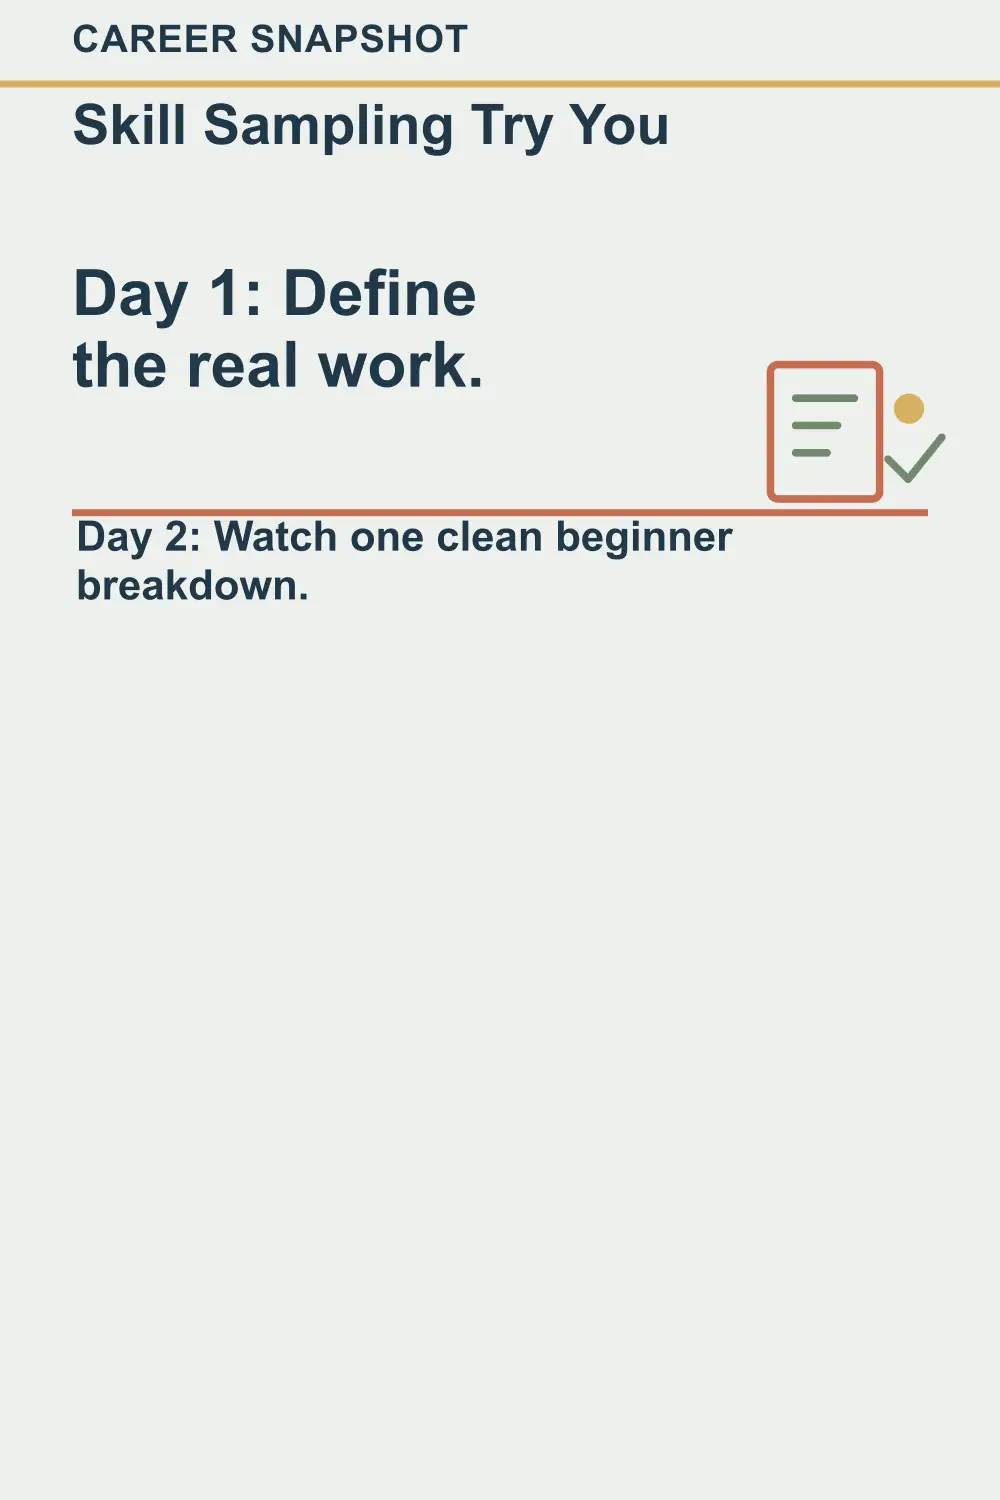 CAREER SNAPSHOT
Skill Sampling Try You
Day 1: Define
the real work.
Day 2: Watch one clean beginner
breakdown.